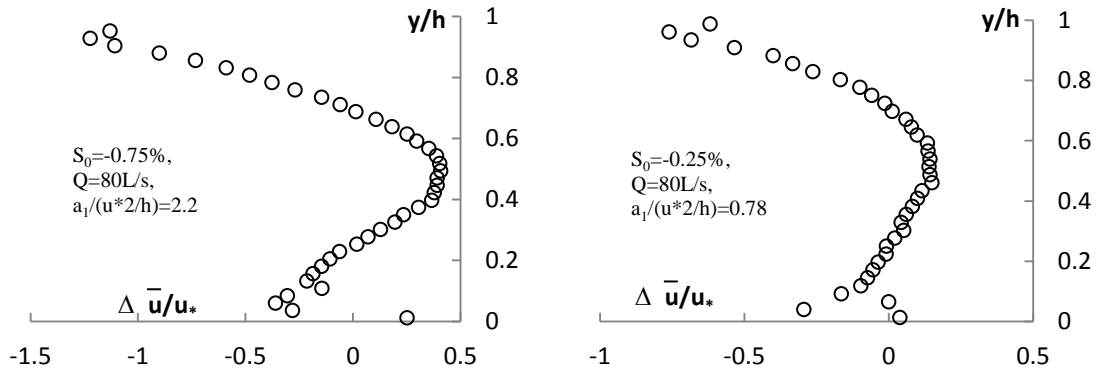 y/h
1
0.8
0.6
0.4
0.2
0
S₀=-0.75%,
Q=80L/s,
a₁/(u*2/h)=2.2
Δ u̅/u*
-1.5 -1 -0.5 0 0.5
y/h
1
0.8
0.6
0.4
0.2
0
S₀=-0.25%,
Q=80L/s,
a₁/(u*2/h)=0.78
Δ u̅/u*
-1 -0.5 0 0.5